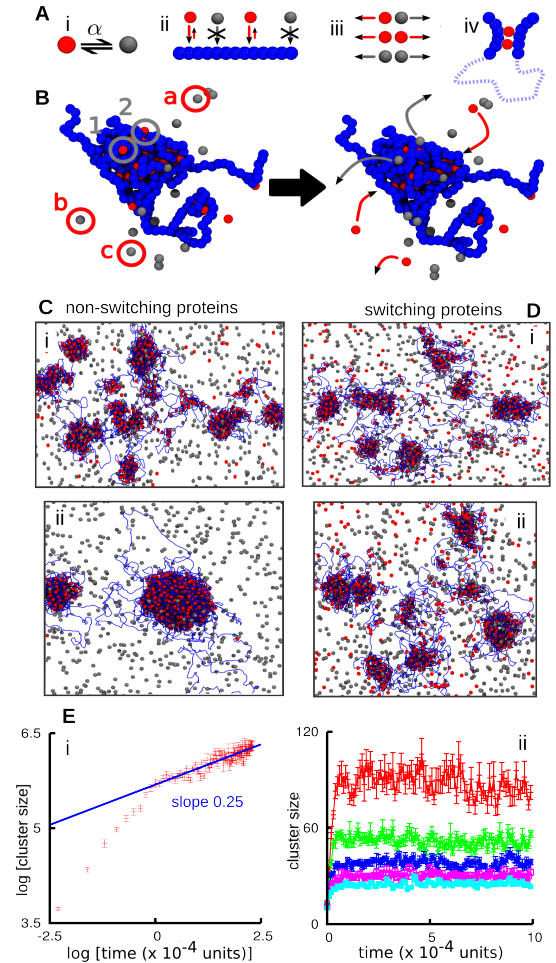 A
i
α
ii
iii
iv
B
1
2
a
b
c
C
non-switching proteins
switching proteins
D
i
i
ii
ii
E
6.5
5
3.5
i
slope 0.25
-2.5
0
2.5
log [cluster size]
log [time (x 10⁻⁴ units)]
120
60
0
ii
0
5
10
cluster size
time (x 10⁻⁴ units)